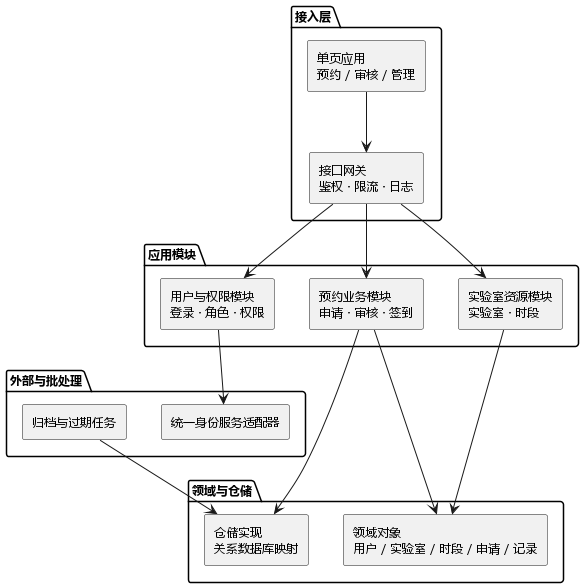 接入层
单页应用
预约 / 审核 / 管理
接口网关
鉴权 · 限流 · 日志
应用模块
用户与权限模块
登录 · 角色 · 权限
预约业务模块
申请 · 审核 · 签到
实验室资源模块
实验室 · 时段
外部与批处理
归档与过期任务
统一身份服务适配器
领域与仓储
仓储实现
关系数据库映射
领域对象
用户 / 实验室 / 时段 / 申请 / 记录